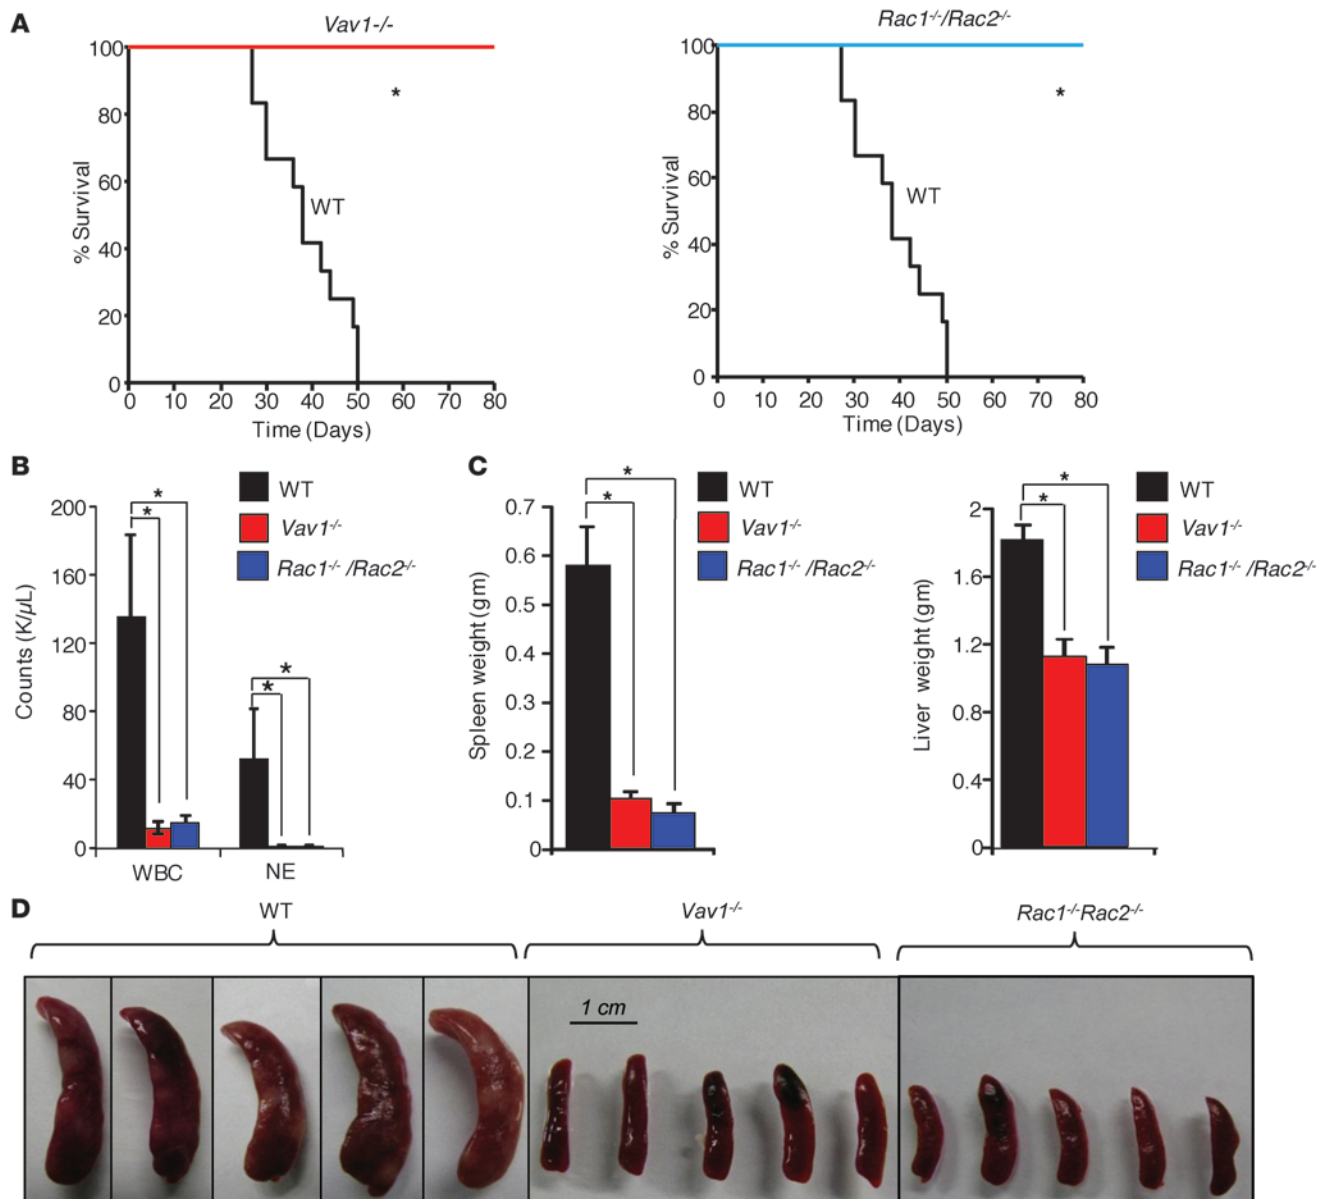 A
Vav1-/-
100
80
60
40
20
0
% Survival
WT
*
0 10 20 30 40 50 60 70 80
Time (Days)
Rac1-/-/Rac2-/-
100
80
60
40
20
0
% Survival
WT
*
0 10 20 30 40 50 60 70 80
Time (Days)
B
200
160
120
80
40
0
Counts (K/µL)
*
*
*
*
WBC NE
WT
Vav1-/-
Rac1-/- /Rac2-/-
C
0.7
0.6
0.5
0.4
0.3
0.2
0.1
0
Spleen weight (gm)
*
*
WT
Vav1-/-
Rac1-/- /Rac2-/-
2
1.6
1.2
0.8
0.4
0
Liver weight (gm)
*
*
WT
Vav1-/-
Rac1-/- /Rac2-/-
D
WT Vav1-/- Rac1-/-Rac2-/-
1 cm